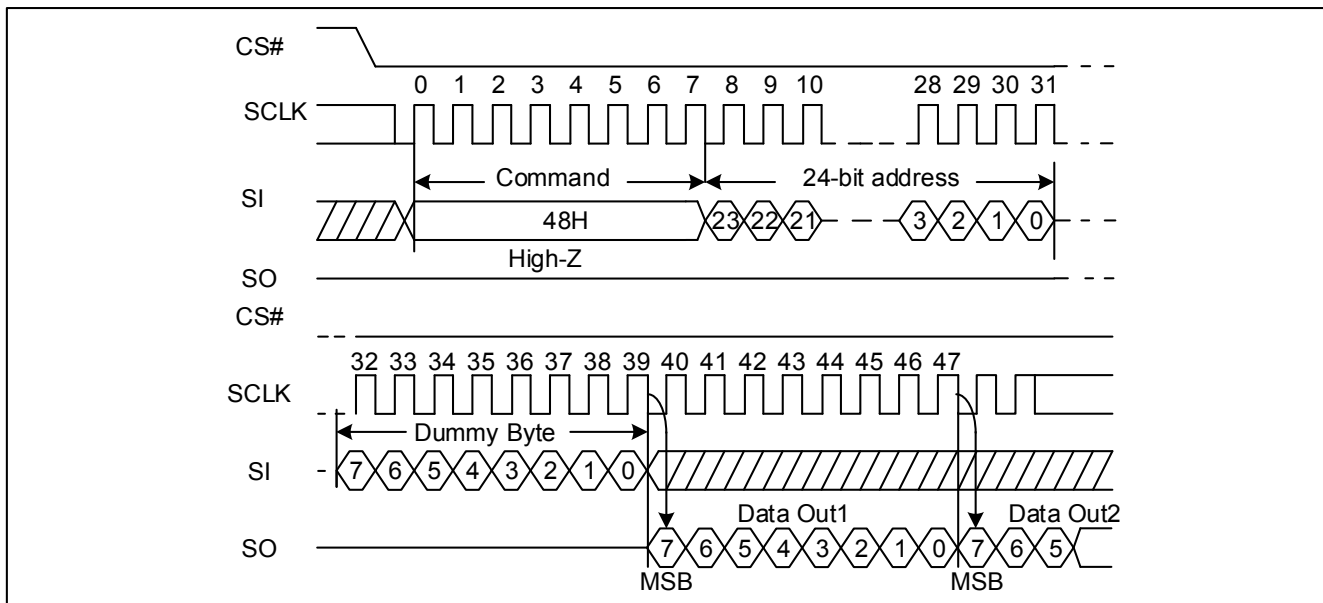 CS#
0 1 2 3 4 5 6 7 8 9 10 28 29 30 31
SCLK
Command 24-bit address
SI
48H 23 22 21 3 2 1 0
High-Z
SO
CS#
32 33 34 35 36 37 38 39 40 41 42 43 44 45 46 47
SCLK
Dummy Byte
SI 7 6 5 4 3 2 1 0
Data Out1 Data Out2
SO 7 6 5 4 3 2 1 0 7 6 5
MSB MSB